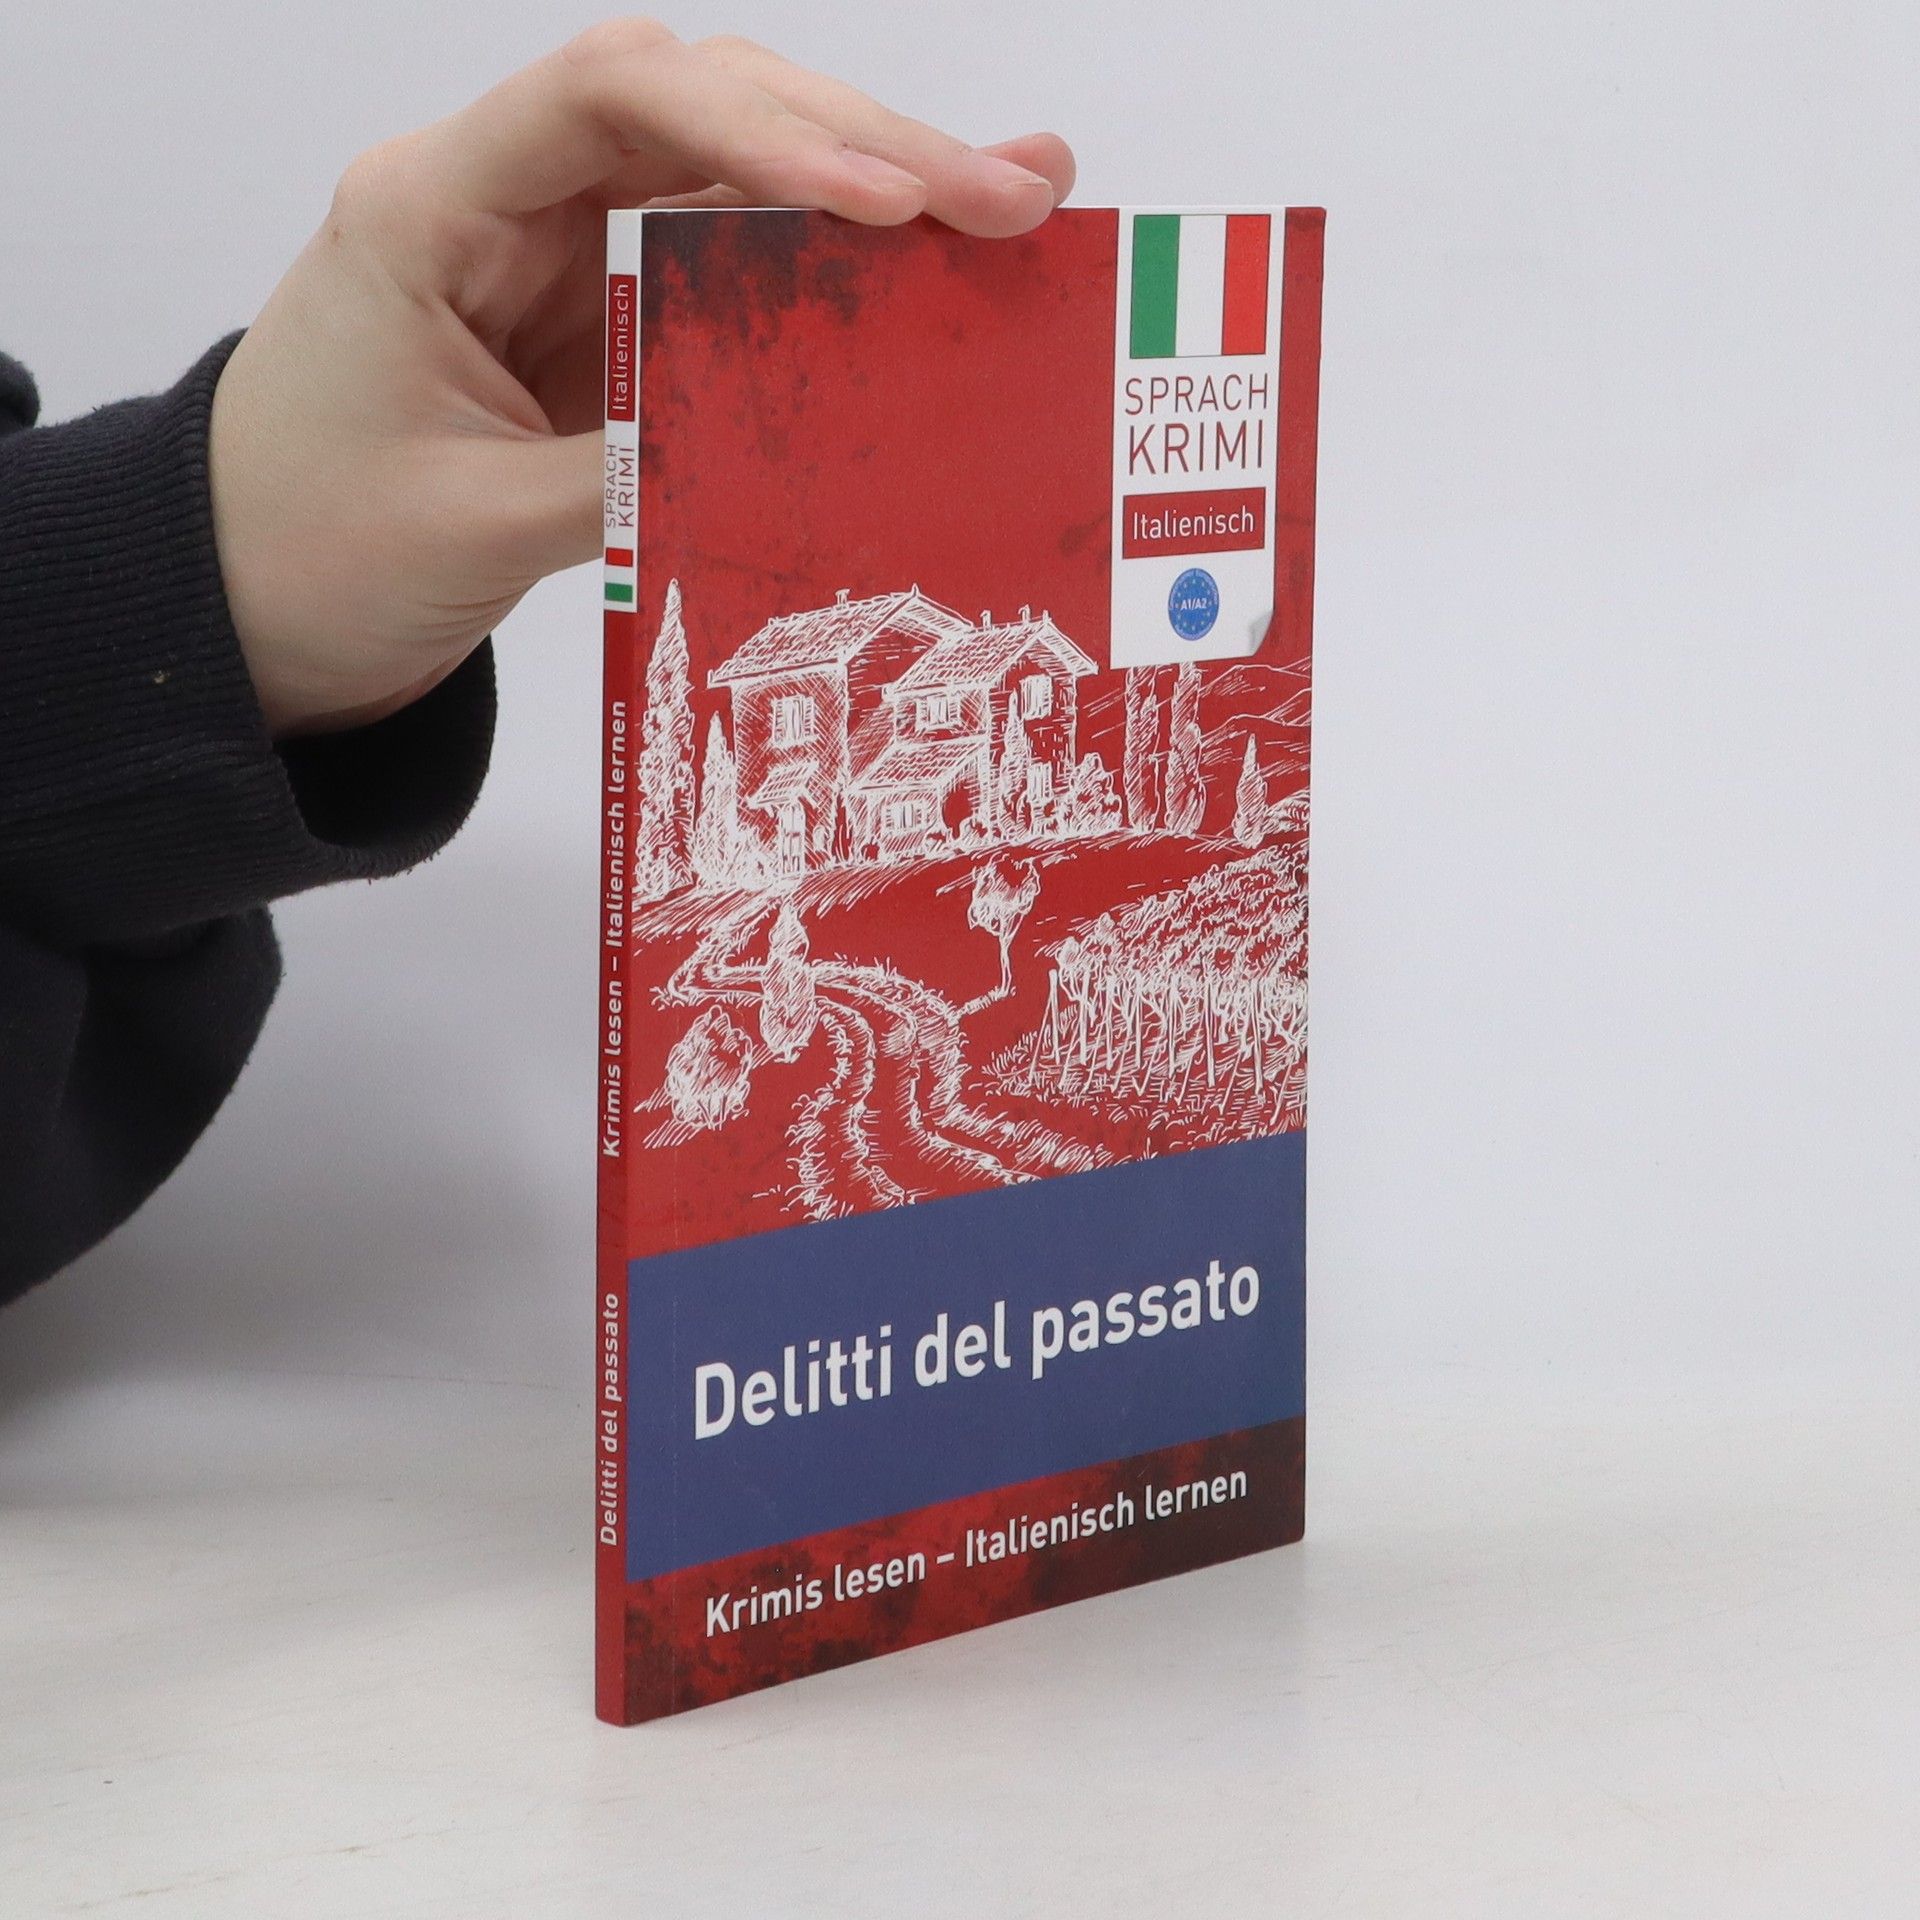 SPRACH
KRIMI
Italienisch
A1/A2
Delitti del passato
Krimis lesen – Italienisch lernen
Delitti del passato
Krimis lesen – Italienisch lernen
SPRACH
KRIMI
Italienisch